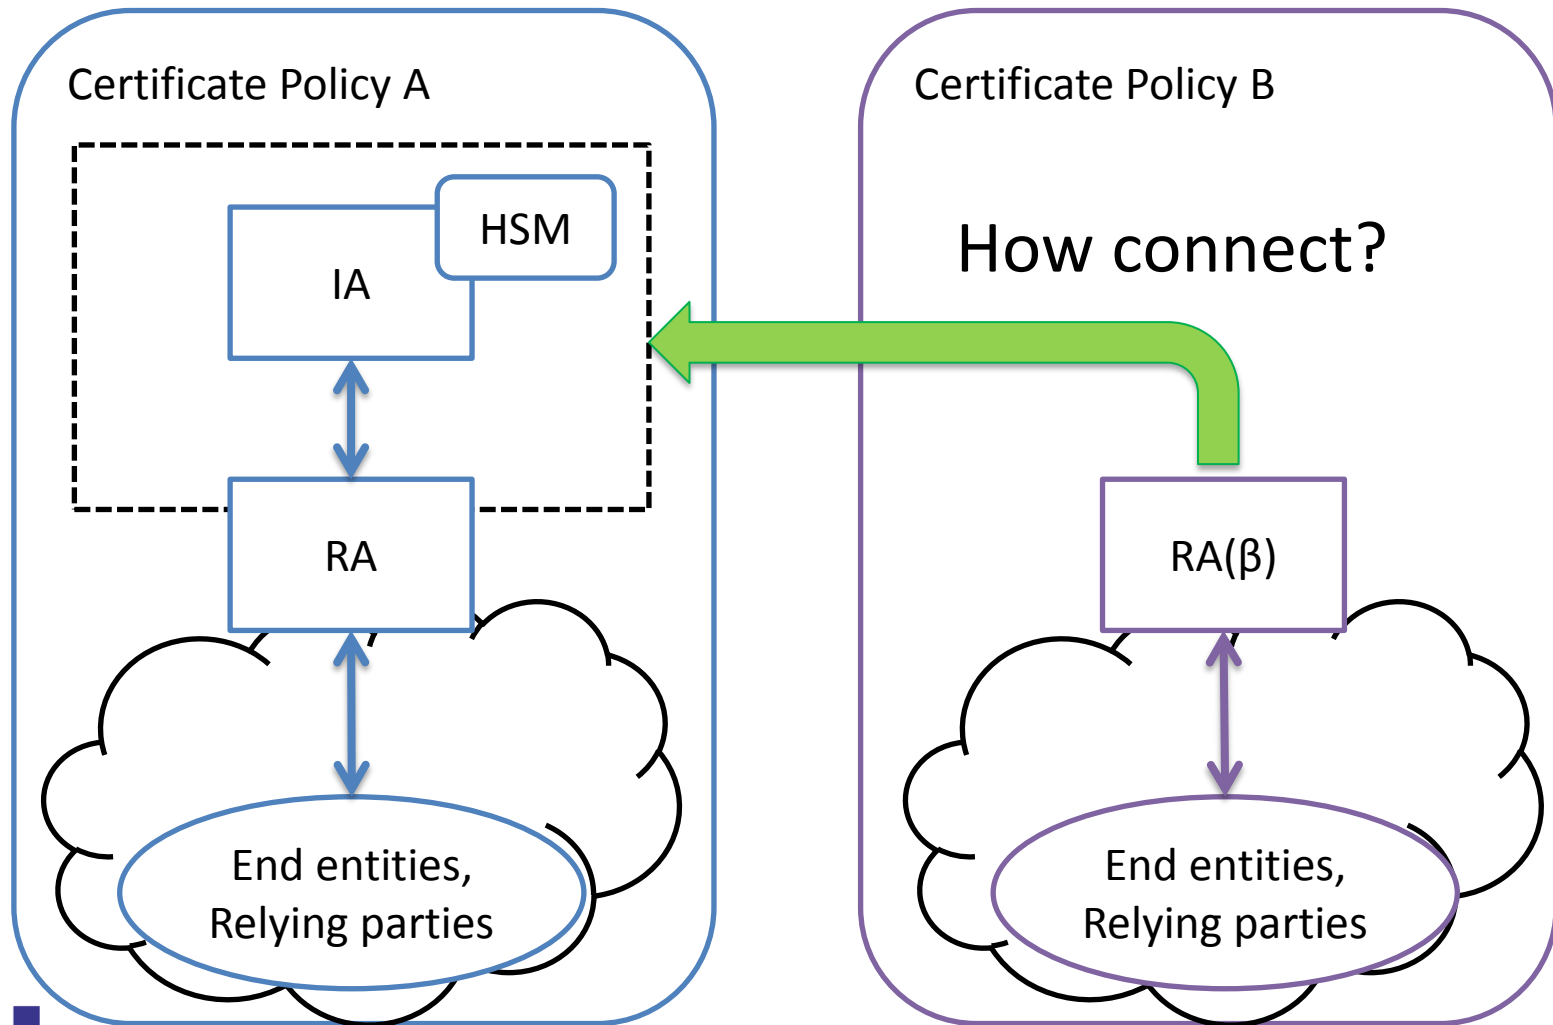 Certificate Policy A
HSM
IA
RA
End entities,
Relying parties
Certificate Policy B
How connect?
RA(β)
End entities,
Relying parties